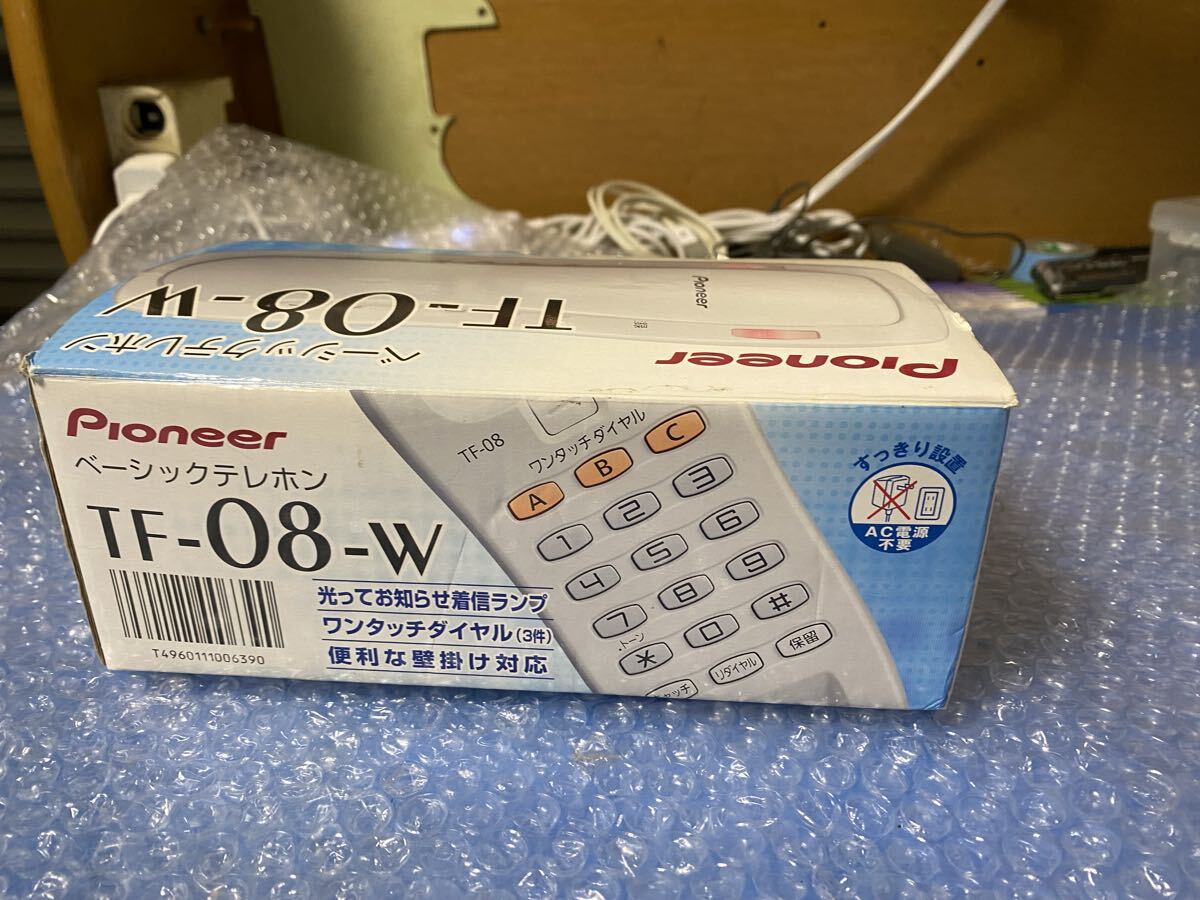 Pioneer
ベーシックテレホン
TF-08-W
Pioneer
Pioneer
ベーシックテレホン
TF-08-W
光ってお知らせ着信ランプ
ワンタッチダイヤル(3件)
便利な壁掛け対応
T4960111006390
TF-08
ワンタッチダイヤル
A B C
1 2 3
4 5 6
7 8 9
トーン
* 0 #
キャッチ リダイヤル 保留
すっきり設置
AC電源
不要